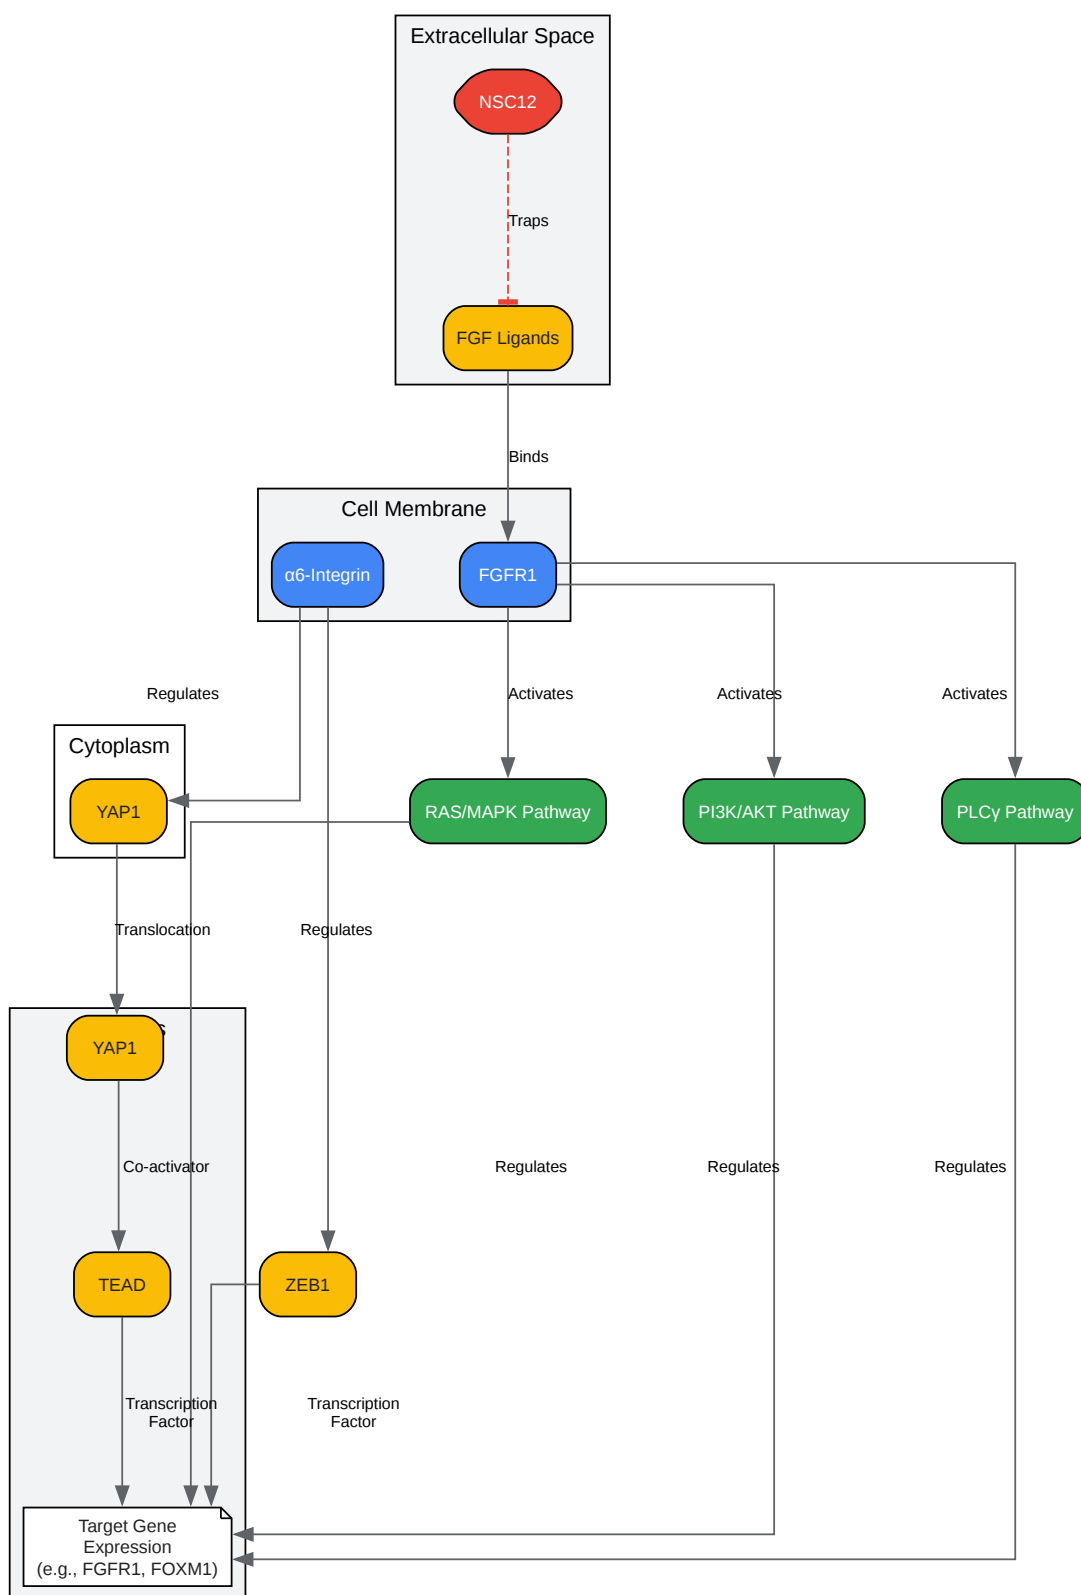 Extracellular Space
NSC12
Traps
FGF Ligands
Binds
Cell Membrane
α6-Integrin
FGFR1
Regulates
Activates
Activates
Activates
Cytoplasm
YAP1
RAS/MAPK Pathway
PI3K/AKT Pathway
PLCγ Pathway
Translocation
Regulates
YAP1
Co-activator
Regulates
Regulates
Regulates
TEAD
ZEB1
Transcription
Factor
Transcription
Factor
Target Gene
Expression
(e.g., FGFR1, FOXM1)